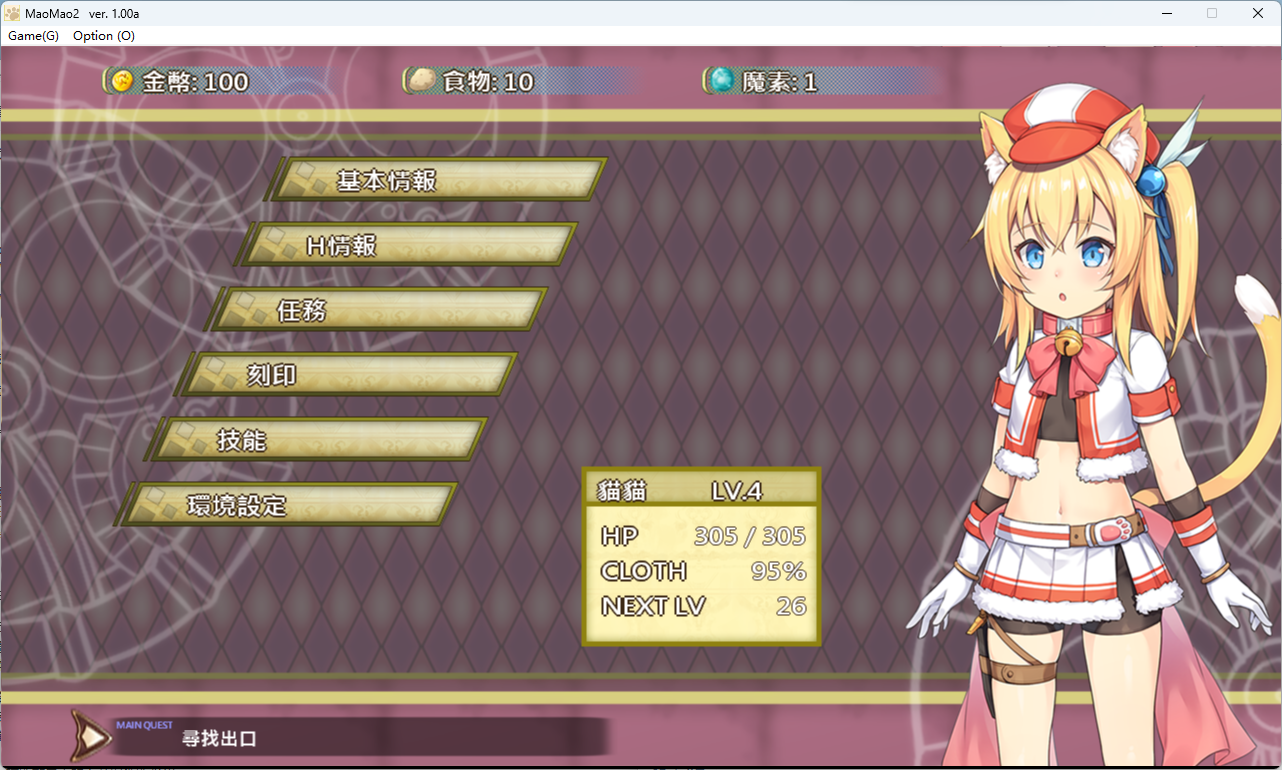 MaoMao2 ver. 1.00a
Game(G) Option (O)
金幣: 100 食物: 10 魔素: 1
基本情報
H情報
任務
刻印
技能
環境設定
貓貓 LV.4
HP 305 / 305
CLOTH 95%
NEXT LV 26
MAIN QUEST
尋找出口